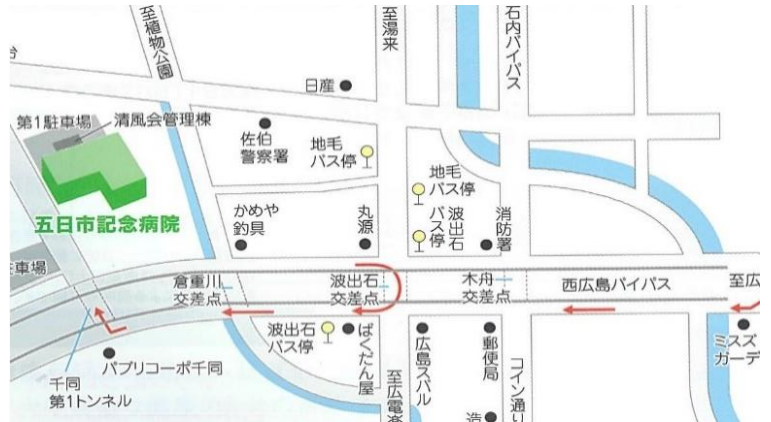 至植物公園
至湯来
石内バイパス
台
日産
第1駐車場
清風会管理棟
佐伯
警察署
地毛
バス停
地毛
バス停
五日市記念病院
かめや
釣具
丸源
波出石
バス停
消防署
車場
倉重川
交差点
波出石
交差点
木舟
交差点
西広島バイパス
至広
波出石
バス停
ばくだん屋
広島スバル
郵便局
コイン通り
ミスズ
ガーデ
パブリコーポ千同
千同
第1トンネル
至広電楽
造